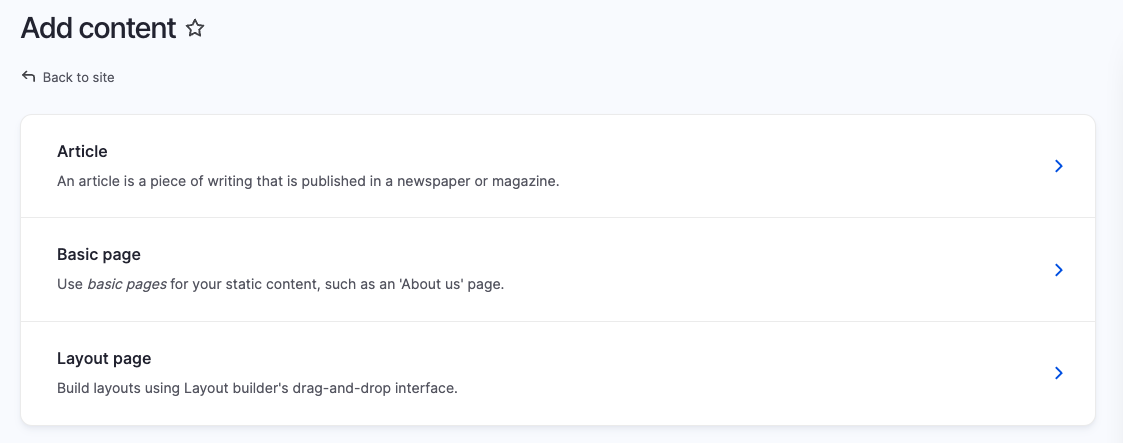 Add content
Back to site
Article
An article is a piece of writing that is published in a newspaper or magazine.
Basic page
Use basic pages for your static content, such as an 'About us' page.
Layout page
Build layouts using Layout builder's drag-and-drop interface.